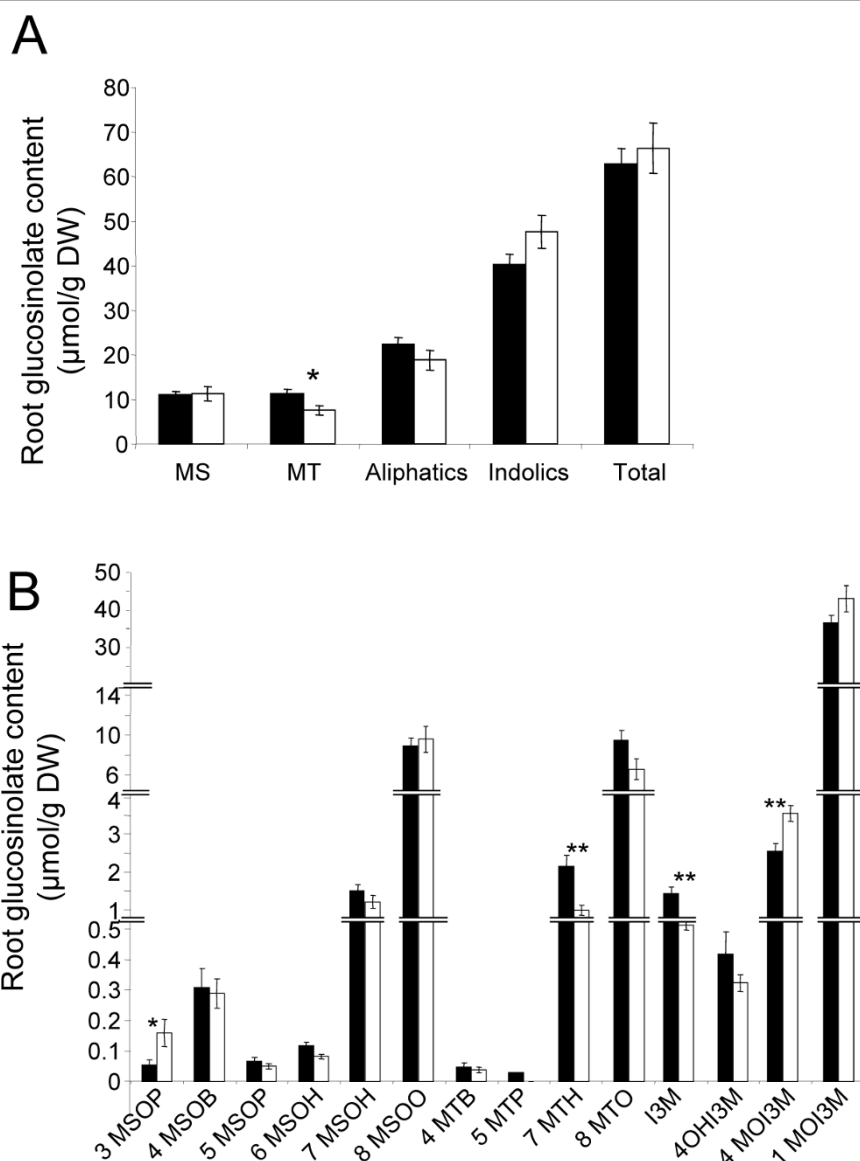 A
Root glucosinolate content
(µmol/g DW)
80
70
60
50
40
30
20
10
0
*
MS MT Aliphatics Indolics Total
B
Root glucosinolate content
(µmol/g DW)
50
40
30
14
10
6
4
3
2
1
0.5
0.4
0.3
0.2
0.1
0
*
**
**
**
3 MSOP
4 MSOB
5 MSOP
6 MSOH
7 MSOH
8 MSOO
4 MTB
5 MTP
7 MTH
8 MTO
I3M
4OHI3M
4 MOI3M
1 MOI3M